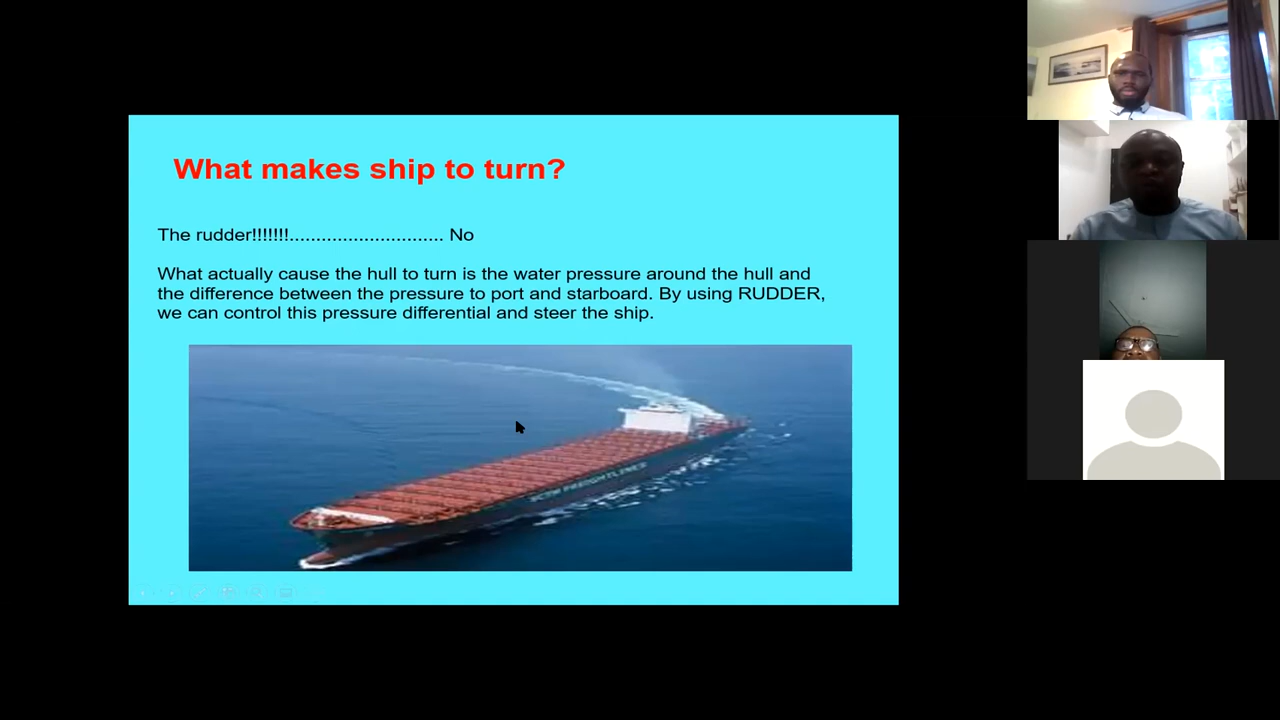 What makes ship to turn?
The rudder!!!!!!!............................. No
What actually cause the hull to turn is the water pressure around the hull and
the difference between the pressure to port and starboard. By using RUDDER,
we can control this pressure differential and steer the ship.